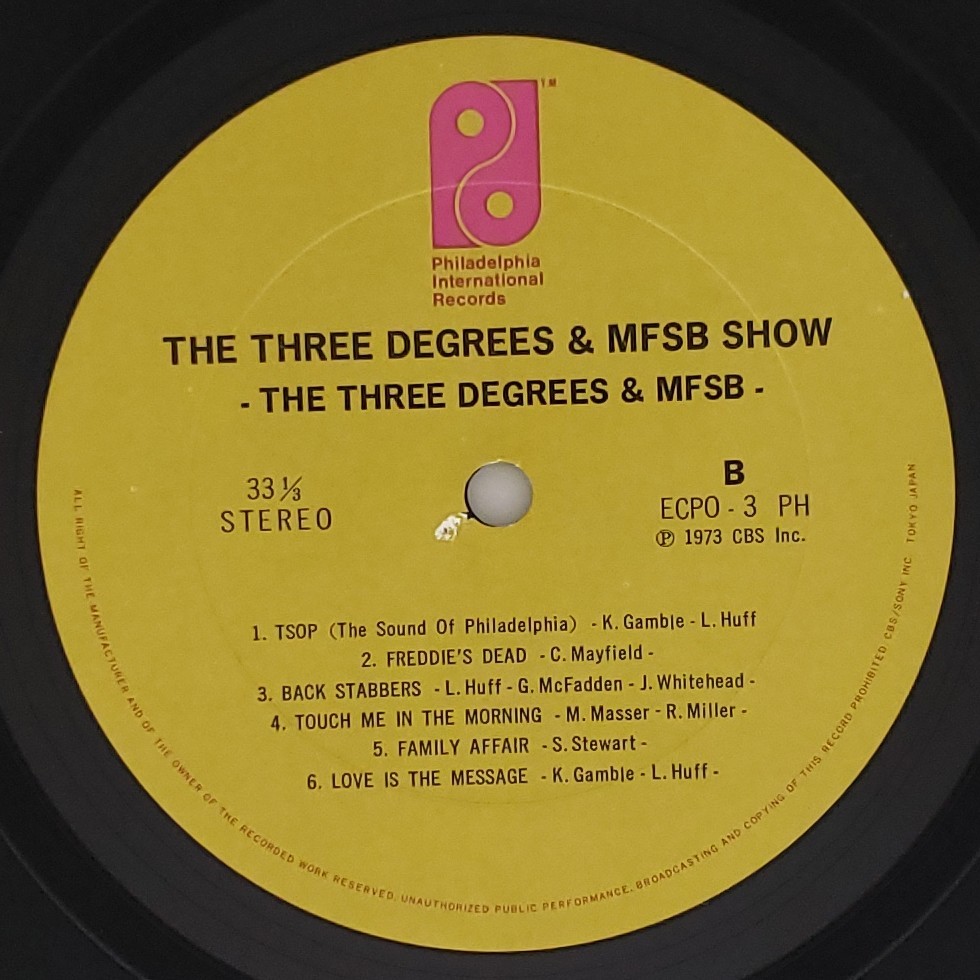 TM
Philadelphia
International
Records
THE THREE DEGREES & MFSB SHOW
- THE THREE DEGREES & MFSB -
33 1/3
STEREO
B
ECPO - 3 PH
Ⓟ 1973 CBS Inc.
1. TSOP (The Sound Of Philadelphia) - K. Gamble - L. Huff
2. FREDDIE'S DEAD - C. Mayfield -
3. BACK STABBERS - L. Huff - G. McFadden - J. Whitehead -
4. TOUCH ME IN THE MORNING - M. Masser - R. Miller -
5. FAMILY AFFAIR - S. Stewart -
6. LOVE IS THE MESSAGE - K. Gamble - L. Huff -
ALL RIGHT OF THE MANUFACTURER AND OF THE OWNER OF THE RECORDED WORK RESERVED. UNAUTHORIZED PUBLIC PERFORMANCE. BROADCASTING AND COPYING OF THIS RECORD PROHIBITED CBS/SONY INC. TOKYO JAPAN